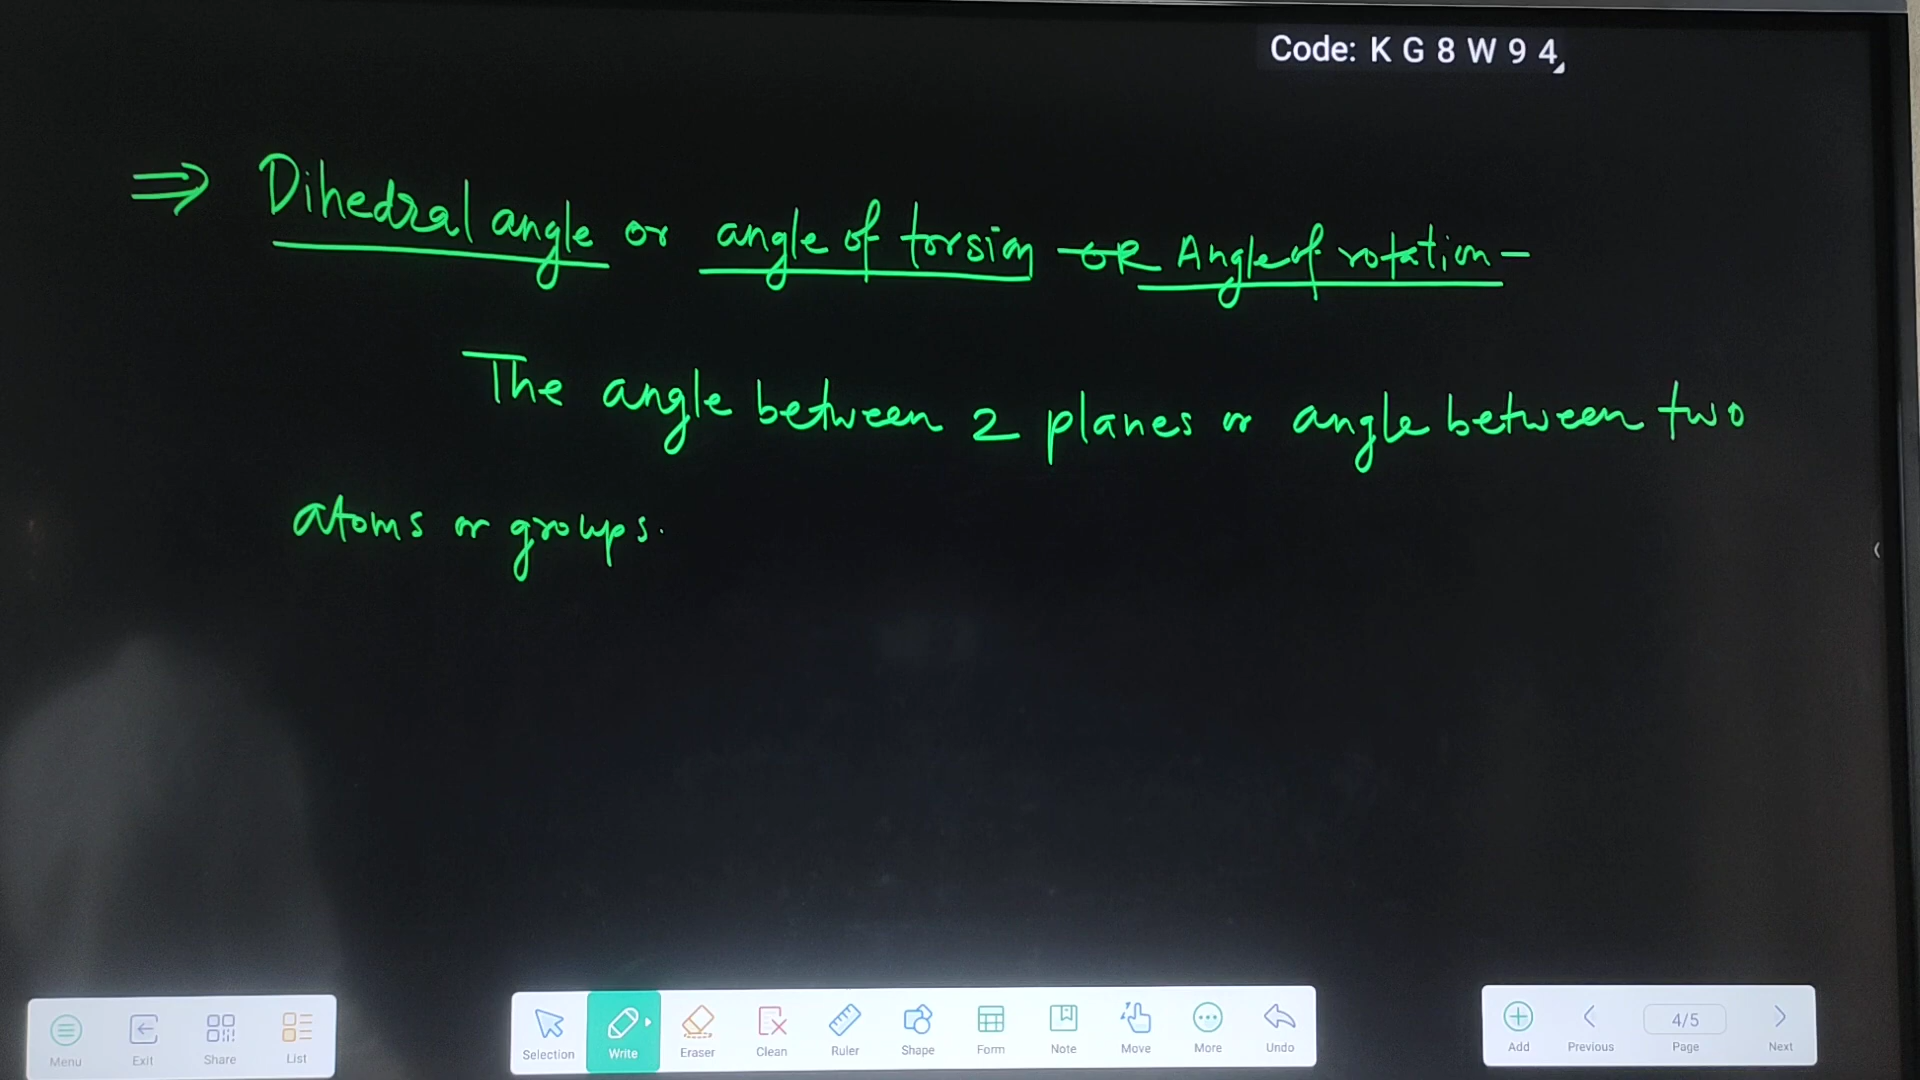 Code: K G 8 W 9 4
⇒ Dihedral angle or angle of torsion OR Angle of rotation -
The angle between 2 planes or angle between two
atoms or groups.
Menu Exit Share List Selection Write Eraser Clean Ruler Shape Form Note Move More Undo Add Previous 4/5 Page Next